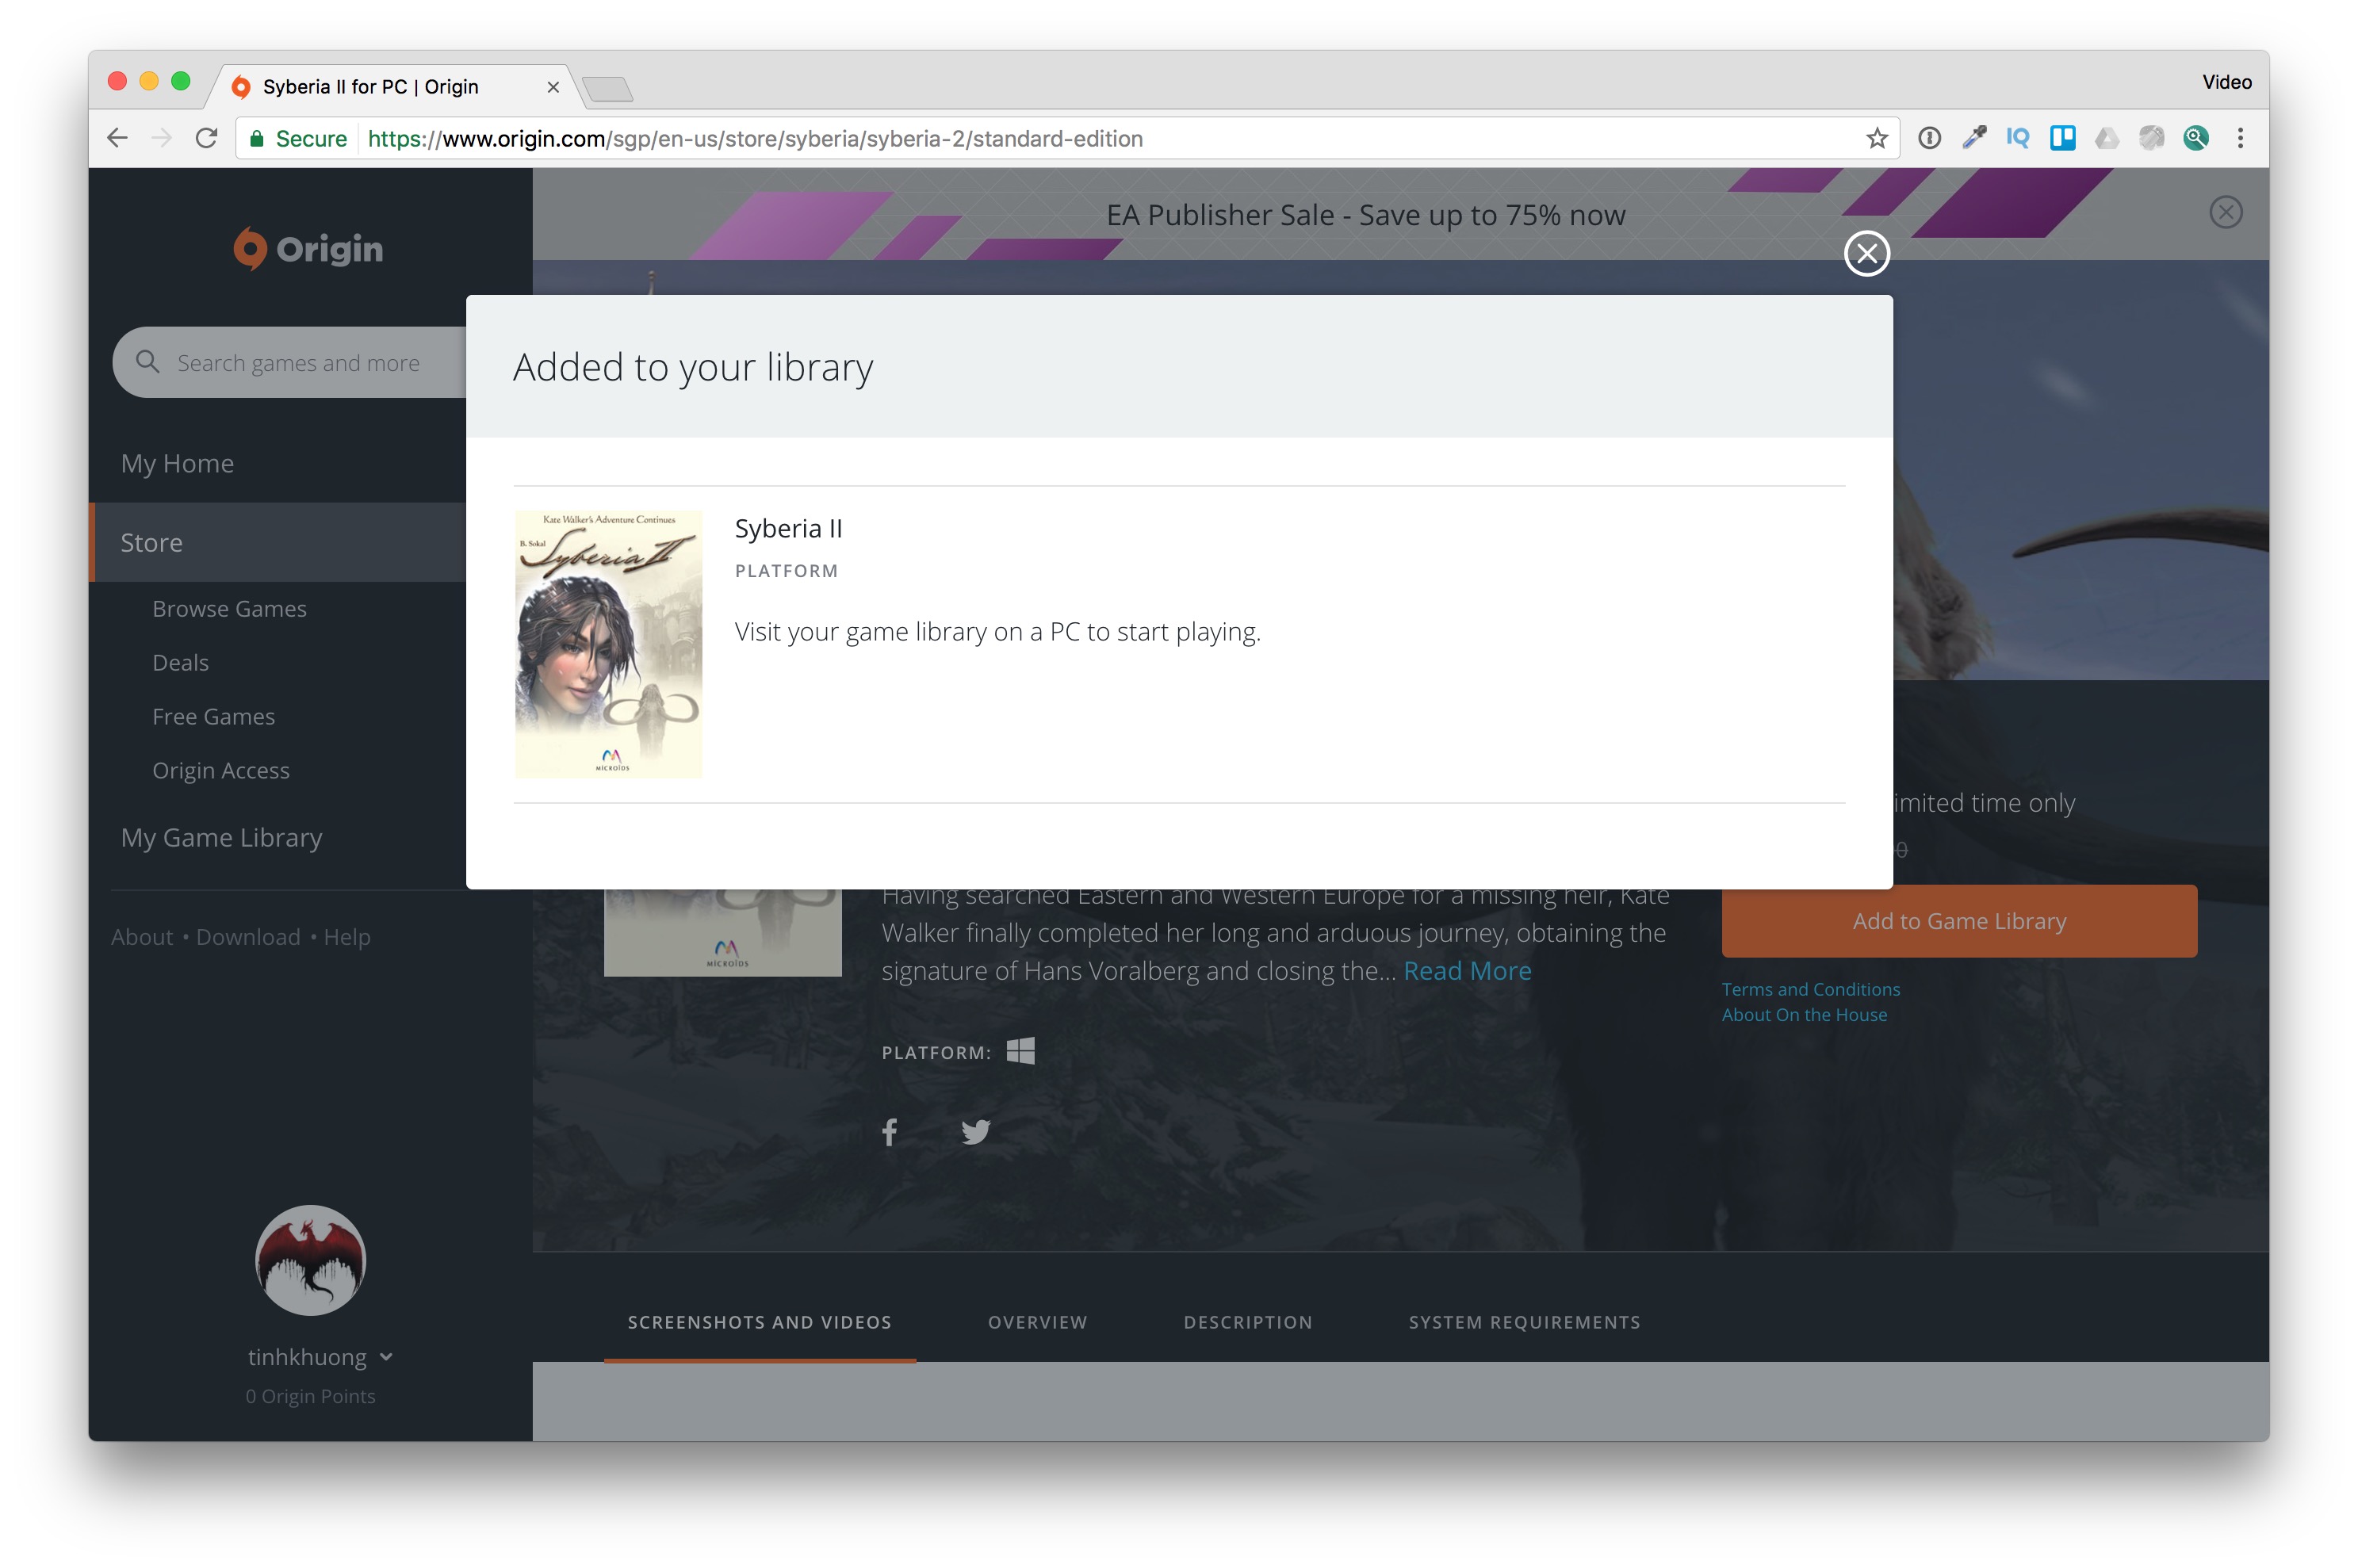 Syberia II for PC | Origin
Video
Secure
https://www.origin.com/sgp/en-us/store/syberia/syberia-2/standard-edition
IQ
Origin
EA Publisher Sale - Save up to 75% now
Search games and more
My Home
Store
Browse Games
Deals
Free Games
Origin Access
My Game Library
About • Download • Help
tinhkhuong
0 Origin Points
Added to your library
Kate Walker's Adventure Continues
B. Sokal
Syberia II
MICROÏDS
Syberia II
PLATFORM
Visit your game library on a PC to start playing.
limited time only
0
MICROÏDS
Having searched Eastern and Western Europe for a missing heir, Kate
Walker finally completed her long and arduous journey, obtaining the
signature of Hans Voralberg and closing the... Read More
PLATFORM:
Add to Game Library
Terms and Conditions
About On the House
SCREENSHOTS AND VIDEOS
OVERVIEW
DESCRIPTION
SYSTEM REQUIREMENTS